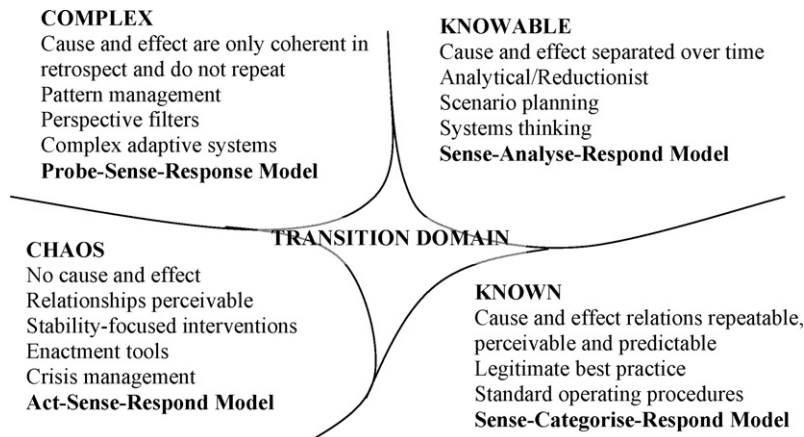 COMPLEX
Cause and effect are only coherent in
retrospect and do not repeat
Pattern management
Perspective filters
Complex adaptive systems
Probe-Sense-Response Model
KNOWABLE
Cause and effect separated over time
Analytical/Reductionist
Scenario planning
Systems thinking
Sense-Analyse-Respond Model
TRANSITION DOMAIN
CHAOS
No cause and effect
Relationships perceivable
Stability-focused interventions
Enactment tools
Crisis management
Act-Sense-Respond Model
KNOWN
Cause and effect relations repeatable,
perceivable and predictable
Legitimate best practice
Standard operating procedures
Sense-Categorise-Respond Model